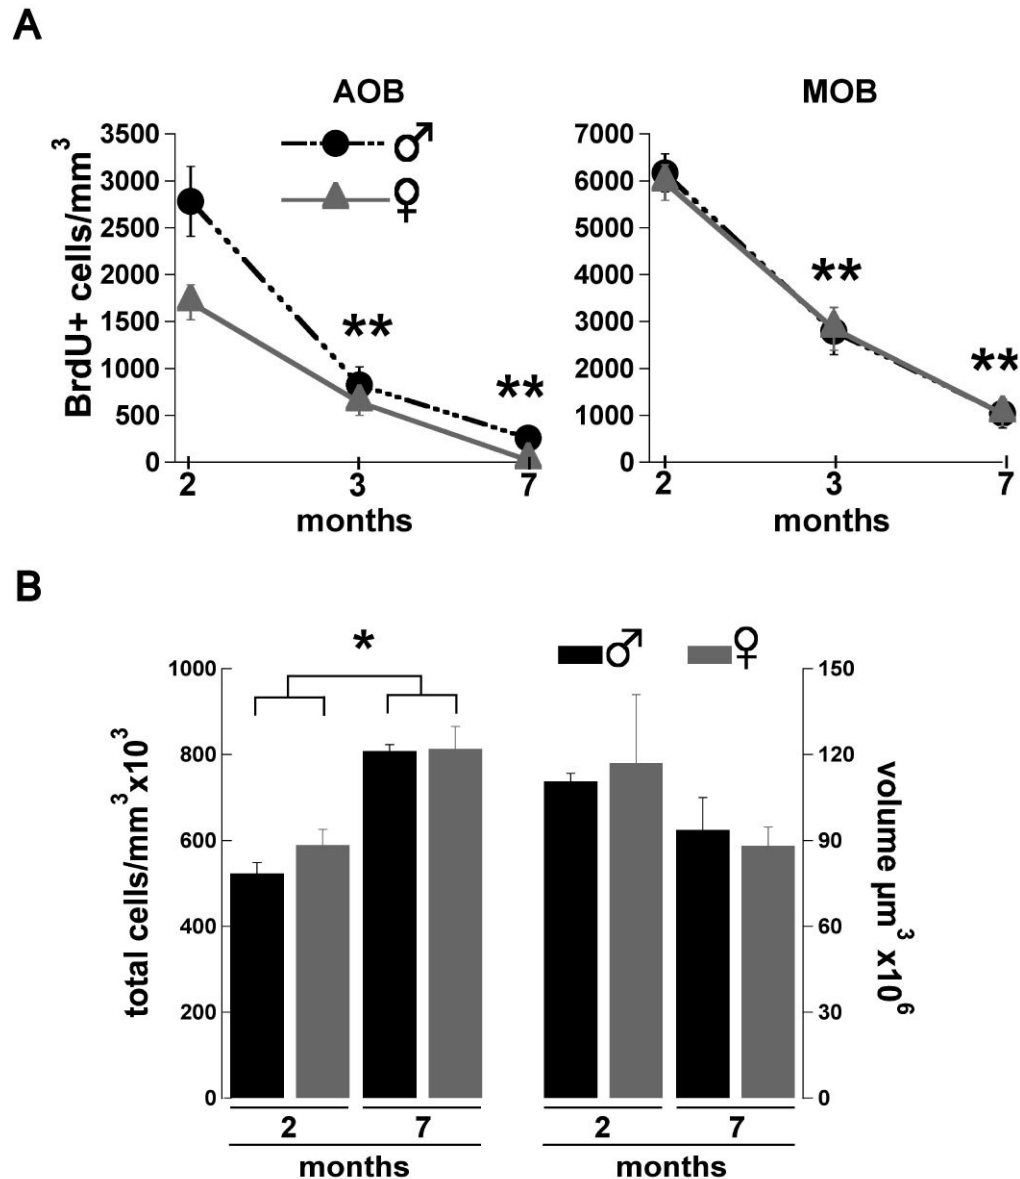 A
AOB
MOB
BrdU+ cells/mm³
3500
3000
2500
2000
1500
1000
500
0
♂
♀
**
**
2 3 7
months
7000
6000
5000
4000
3000
2000
1000
0
**
**
2 3 7
months
B
*
♂ ♀
total cells/mm³x10³
1000
800
600
400
200
0
2 7
months
2 7
months
150
120
90
60
30
0
volume µm³ x10⁶